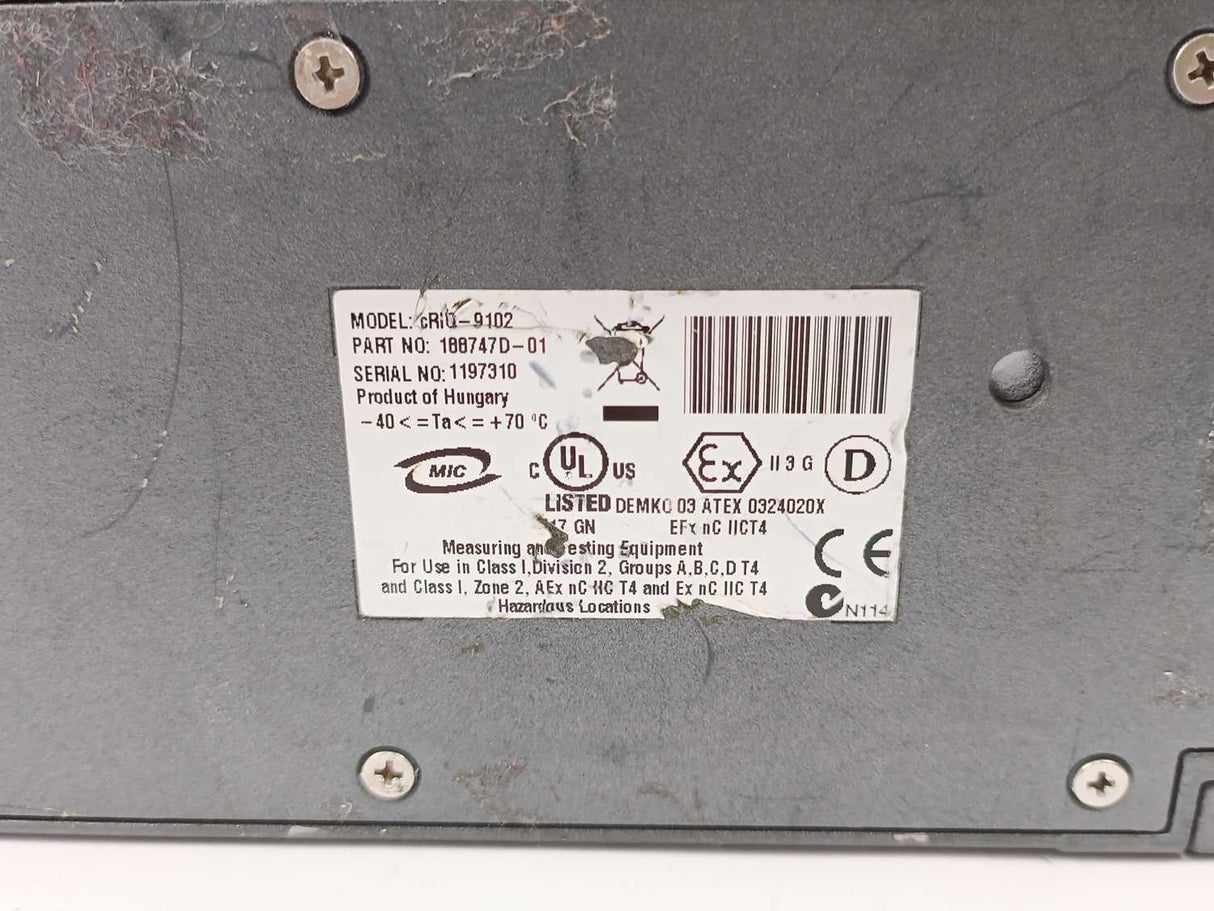 MODEL: cRIO-9102
PART NO: 188747D-01
SERIAL NO: 1197310
Product of Hungary
-40 < =Ta< = +70 °C
MIC
C UL US
LISTED
Ex II 3 G
D
DEMKO 03 ATEX 0324020X
GN
EEx nC IICT4
Measuring and Testing Equipment
For Use in Class I, Division 2, Groups A,B,C,D T4
and Class I, Zone 2, AEx nC IIC T4 and Ex nC IIC T4
Hazardous Locations
CE
N114